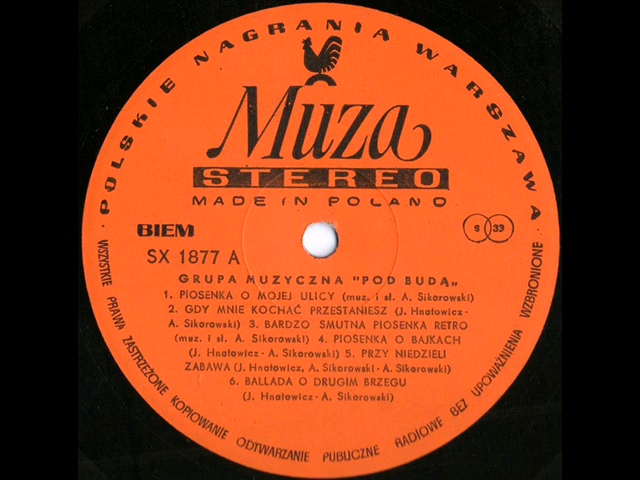 · POLSKIE NAGRANIA WARSZAWA ·
Muza
STEREO
MADE IN POLAND
BIEM
SX 1877 A
S 33
GRUPA MUZYCZNA "POD BUDĄ„
1. PIOSENKA O MOJEJ ULICY (muz. i sł. A. Sikorowski)
2. GDY MNIE KOCHAĆ PRZESTANIESZ (J. Hnatowicz-
A. Sikorowski) 3. BARDZO SMUTNA PIOSENKA RETRO
(muz. i sł. A. Sikorowski) 4. PIOSENKA O BAJKACH
(J. Hnatowicz - A. Sikorowski) 5. PRZY NIEDZIELI
ZABAWA (J. Hnatowicz, A. Sikorowski - A. Sikorowski)
6. BALLADA O DRUGIM BRZEGU
(J. Hnatowicz - A. Sikorowski)
WSZYSTKIE PRAWA ZASTRZEŻONE KOPIOWANIE ODTWARZANIE PUBLICZNE RADIOWE BEZ UPOWAŻNIENIA WZBRONIONE